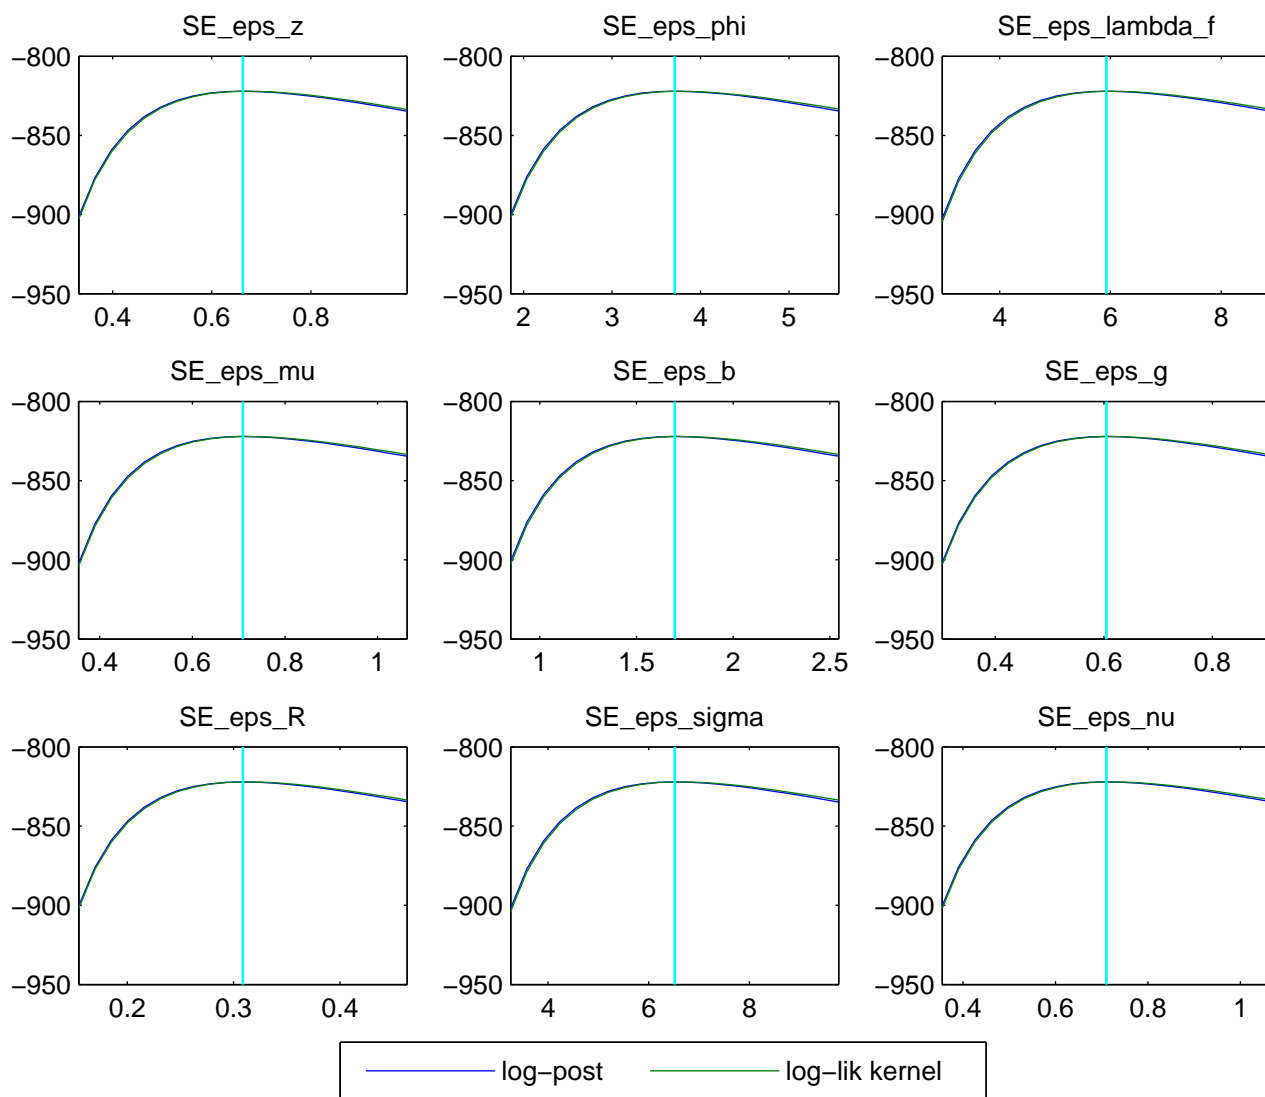 SE_eps_z SE_eps_phi SE_eps_lambda_f
−800 −800 −800
−850 −850 −850
−900 −900 −900
−950 −950 −950
0.4 0.6 0.8 2 3 4 5 4 6 8
SE_eps_mu SE_eps_b SE_eps_g
−800 −800 −800
−850 −850 −850
−900 −900 −900
−950 −950 −950
0.4 0.6 0.8 1 1 1.5 2 2.5 0.4 0.6 0.8
SE_eps_R SE_eps_sigma SE_eps_nu
−800 −800 −800
−850 −850 −850
−900 −900 −900
−950 −950 −950
0.2 0.3 0.4 4 6 8 0.4 0.6 0.8 1
log−post log−lik kernel